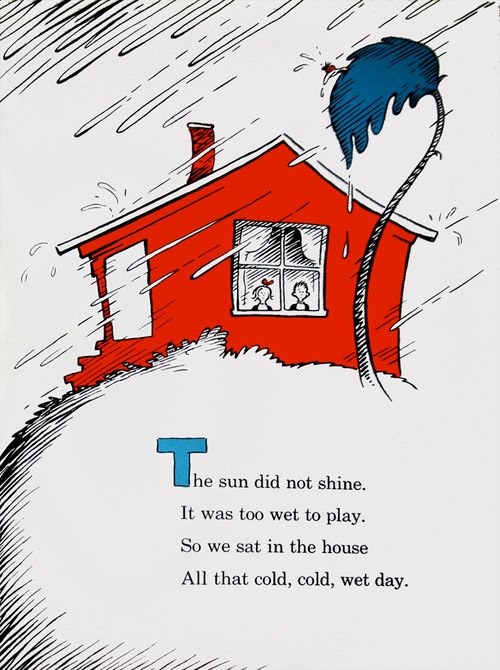 The sun did not shine.
It was too wet to play.
So we sat in the house
All that cold, cold, wet day.